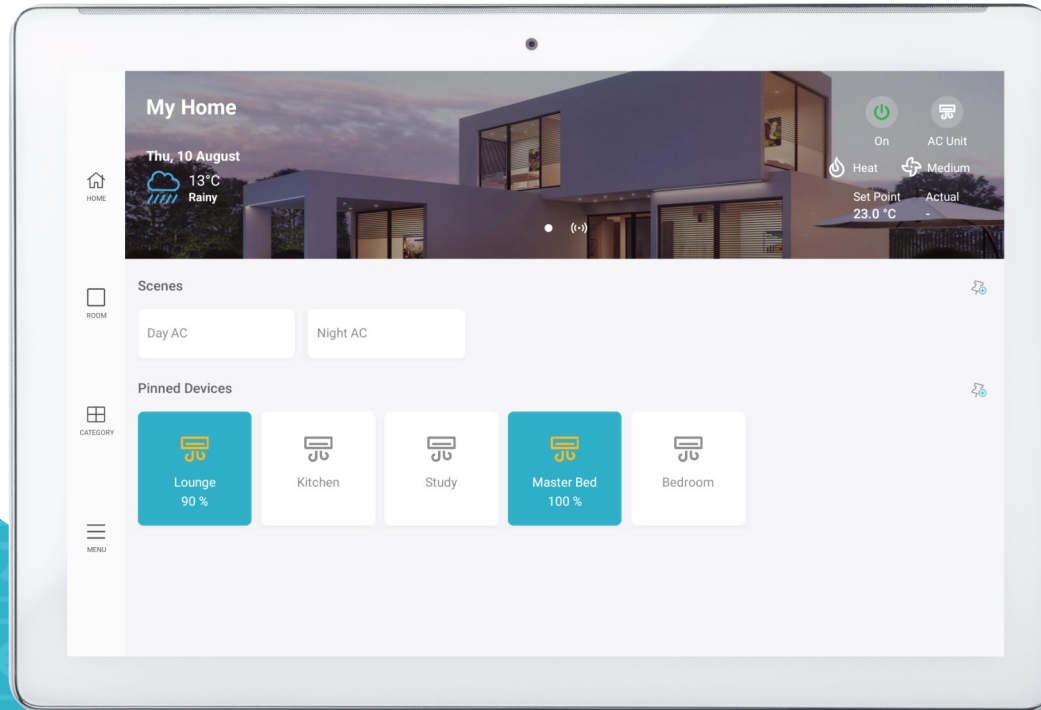 My Home
Thu, 10 August
13°C
Rainy
On
AC Unit
Heat
Medium
Set Point
Actual
23.0 °C
-
HOME
ROOM
CATEGORY
MENU
Scenes
Day AC
Night AC
Pinned Devices
Lounge
90 %
Kitchen
Study
Master Bed
100 %
Bedroom